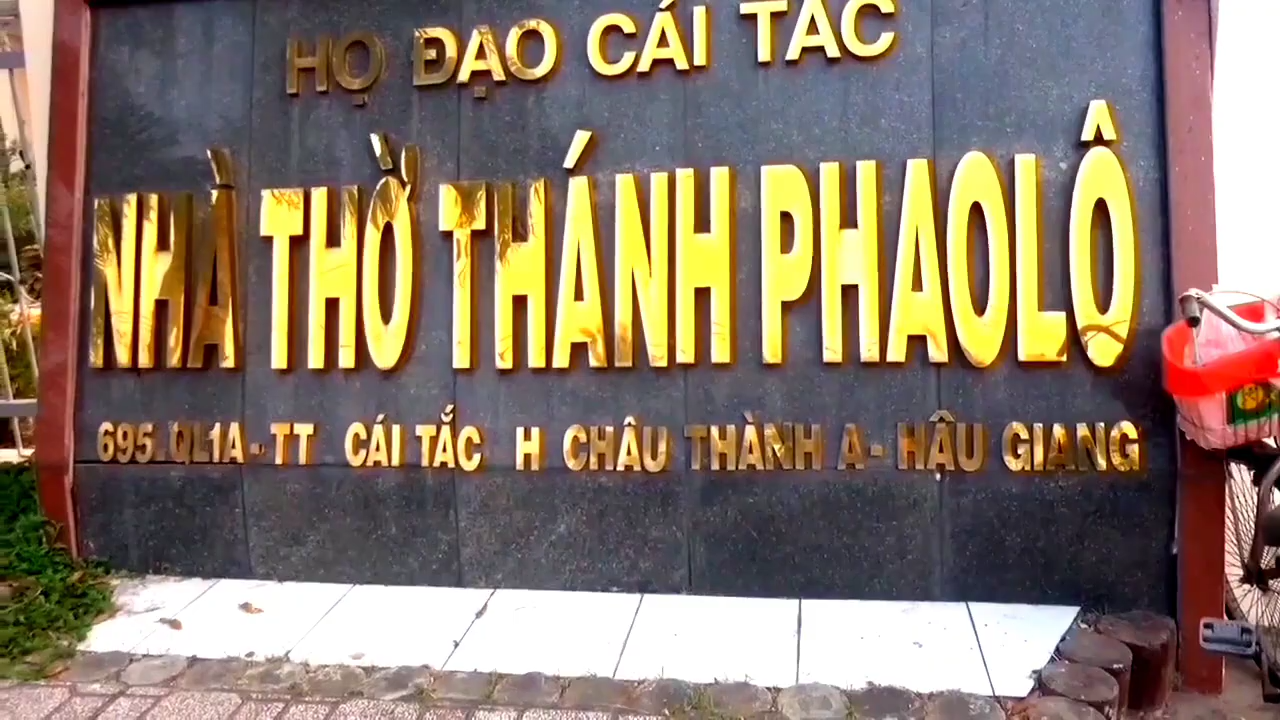 HỌ ĐẠO CÁI TẮC
NHÀ THỜ THÁNH PHAOLÔ
695.QL1A-TT CÁI TẮC H CHÂU THÀNH A-HẬU GIANG